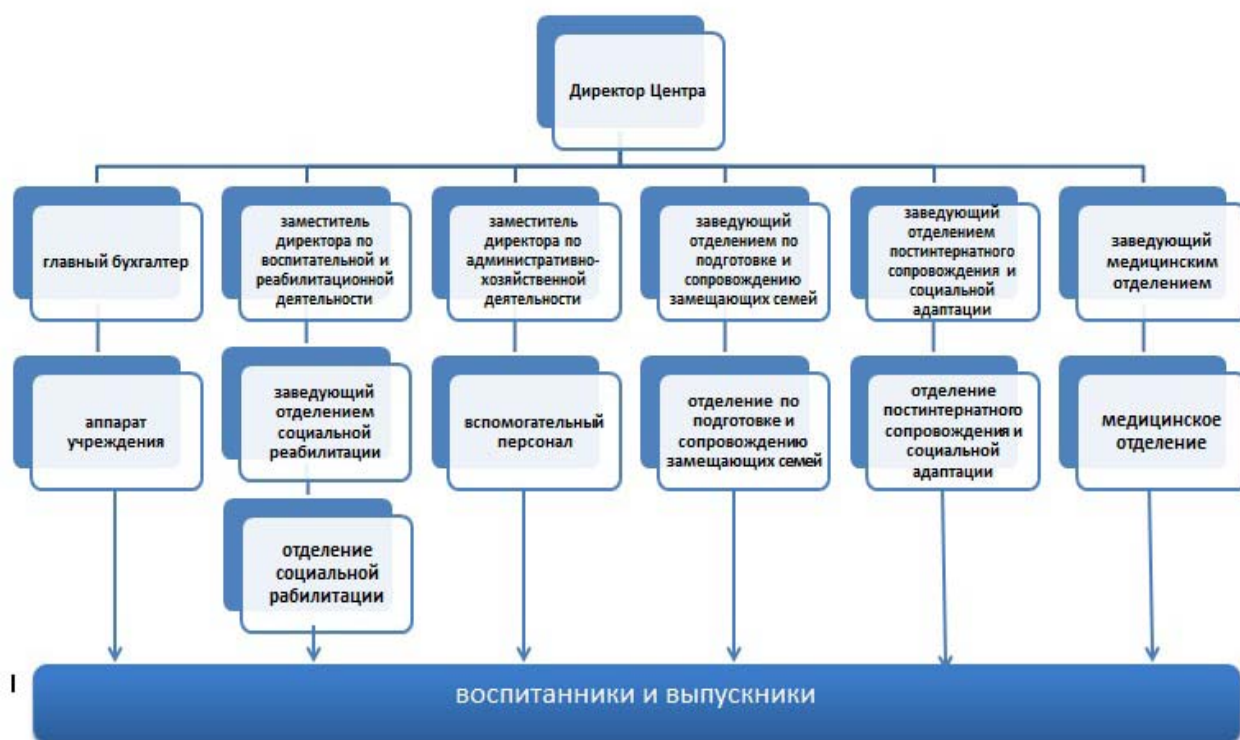 Директор Центра
главный бухгалтер
заместитель
директора по
воспитательной и
реабилитационной
деятельности
заместитель
директора по
административно-
хозяйственной
деятельности
заведующий
отделением по
подготовке и
сопровождению
замещающих семей
заведующий
отделением
постинтернатного
сопровождения и
социальной
адаптации
заведующий
медицинским
отделением
аппарат
учреждения
заведующий
отделением
социальной
реабилитации
вспомогательный
персонал
отделение по
подготовке и
сопровождению
замещающих семей
отделение
постинтернатного
сопровождения и
социальной
адаптации
медицинское
отделение
отделение
социальной
рабилитации
I
воспитанники и выпускники